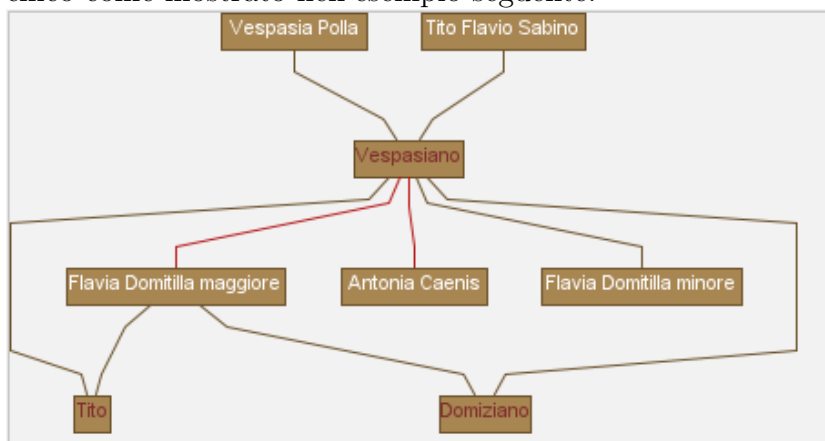 Vespasia Polla
Tito Flavio Sabino
Vespasiano
Flavia Domitilla maggiore
Antonia Caenis
Flavia Domitilla minore
Tito
Domiziano